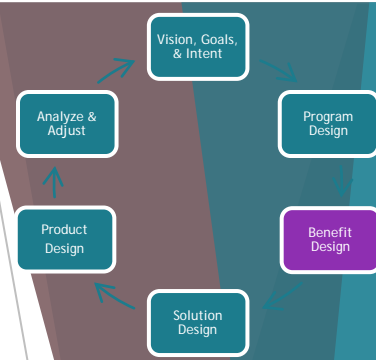 Vision, Goals,
& Intent
Program
Design
Benefit
Design
Solution
Design
Product
Design
Analyze &
Adjust